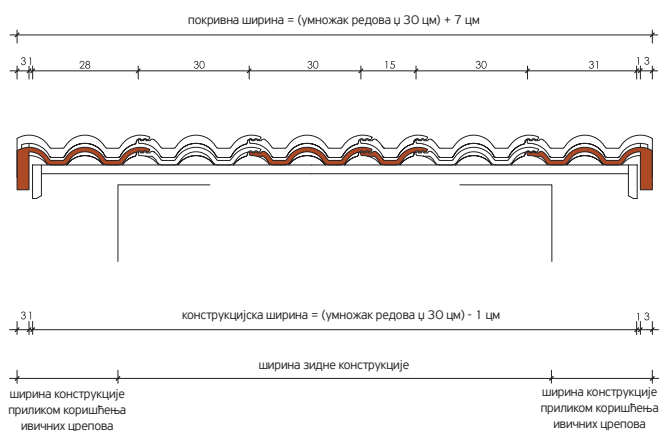 покривна ширина = (умножак редова џ 30 цм) + 7 цм
3 1 28 30 30 15 30 31 1 3
3 1 конструкцијска ширина = (умножак редова џ 30 цм) - 1 цм 1 3
ширина зидне конструкције
ширина конструкције
приликом коришћења
ивичних црепова
ширина конструкције
приликом коришћења
ивичних црепова